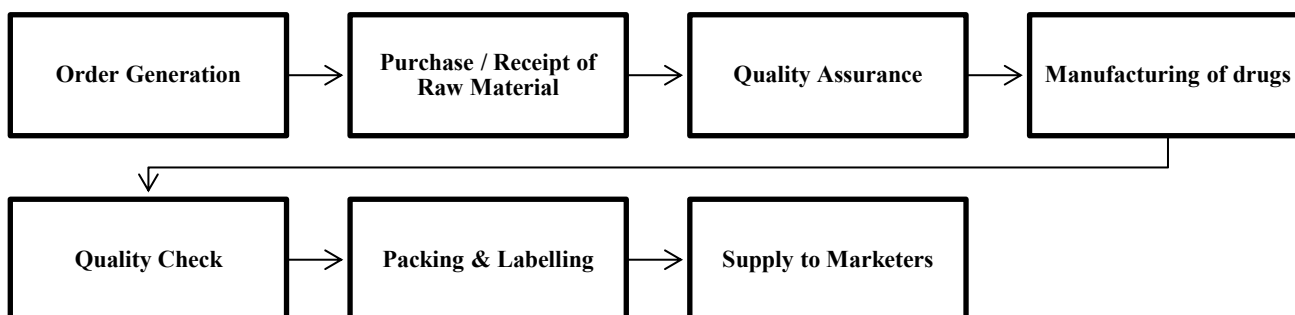 Order Generation
Purchase / Receipt of
Raw Material
Quality Assurance
Manufacturing of drugs
Quality Check
Packing & Labelling
Supply to Marketers